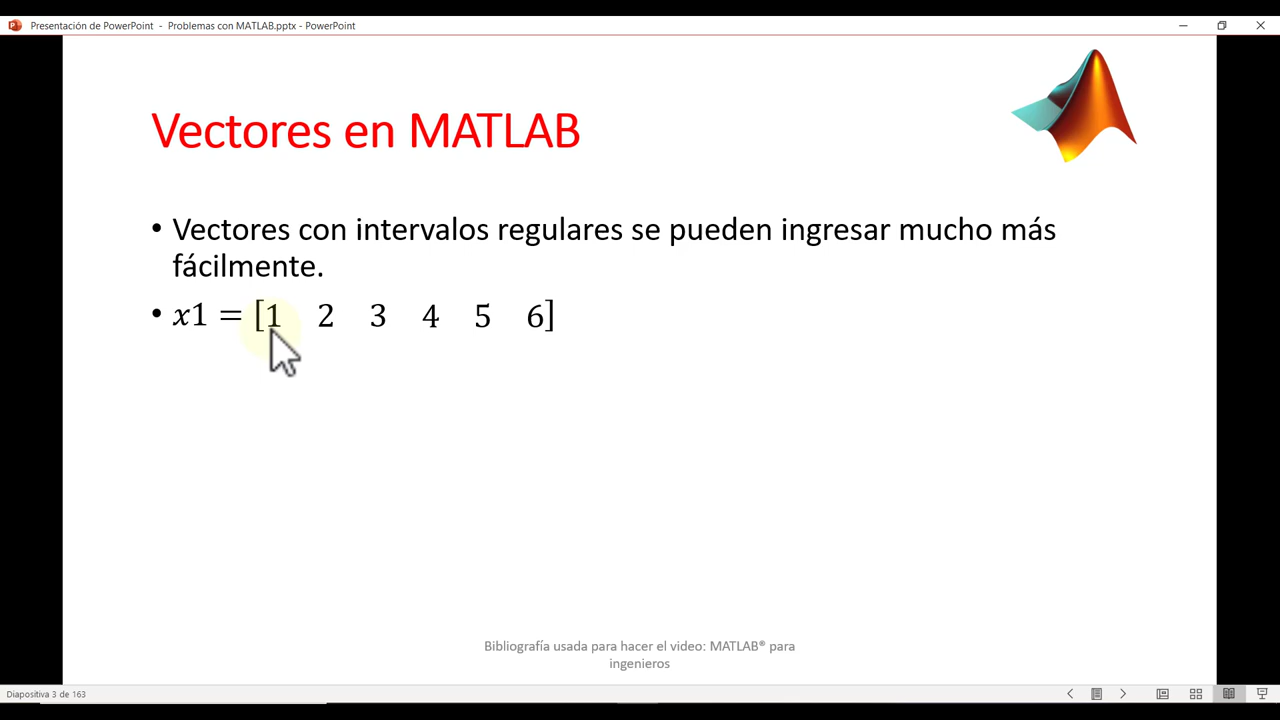 Presentación de PowerPoint - Problemas con MATLAB.pptx - PowerPoint
Vectores en MATLAB
• Vectores con intervalos regulares se pueden ingresar mucho más
fácilmente.
• x1 = [1 2 3 4 5 6]
Bibliografía usada para hacer el video: MATLAB® para
ingenieros
Diapositiva 3 de 163